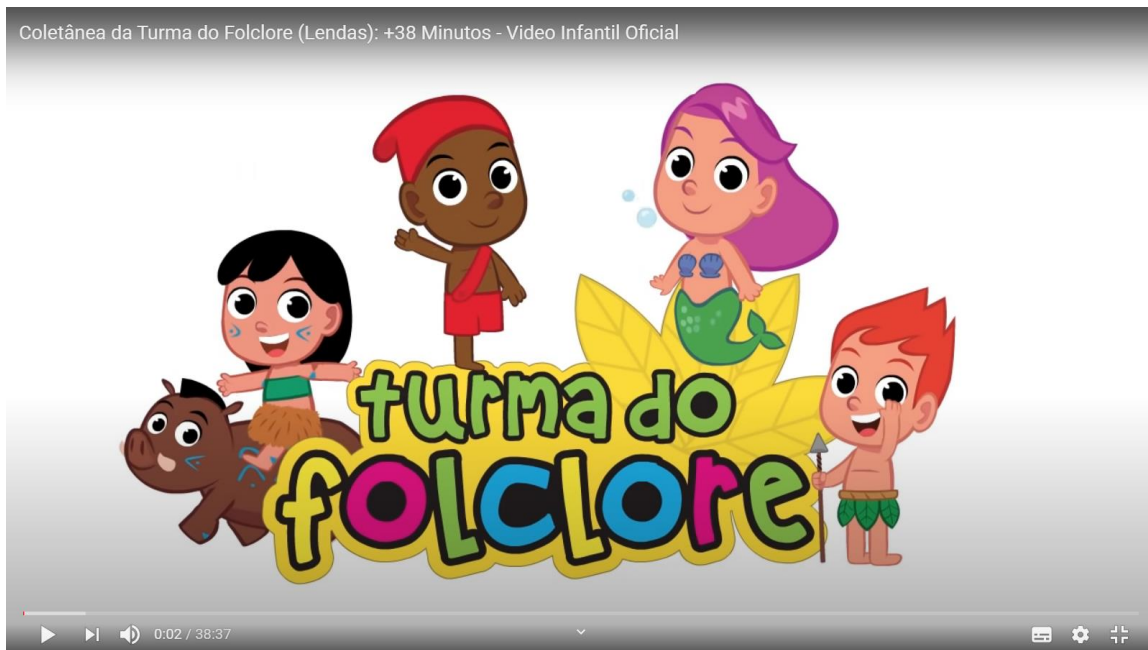 Coletânea da Turma do Folclore (Lendas): +38 Minutos - Video Infantil Oficial
turma do
folclore
0:02 / 38:37